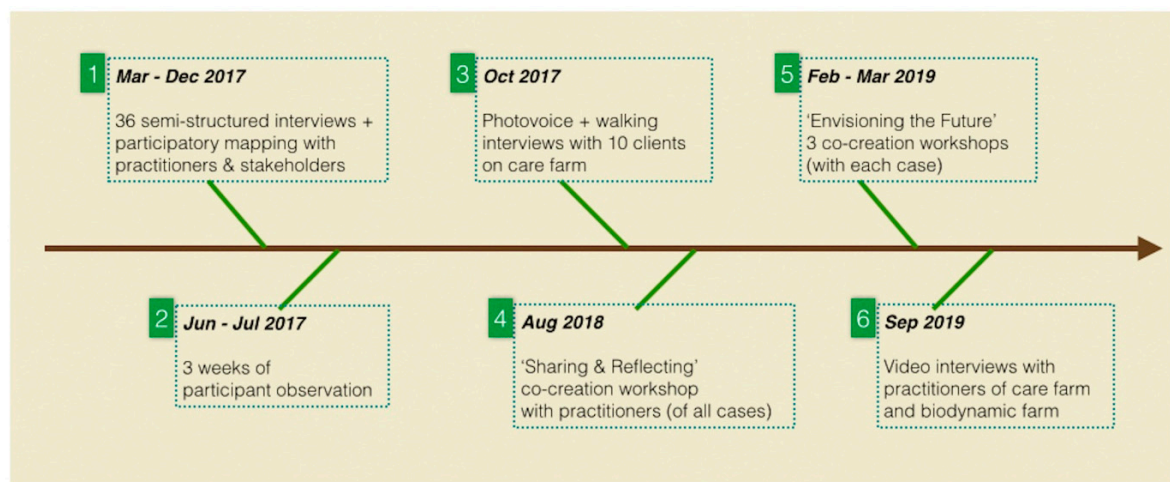 1
Mar - Dec 2017
36 semi-structured interviews +
participatory mapping with
practitioners & stakeholders
2
Jun - Jul 2017
3 weeks of
participant observation
3
Oct 2017
Photovoice + walking
interviews with 10 clients
on care farm
4
Aug 2018
‘Sharing & Reflecting’
co-creation workshop
with practitioners (of all cases)
5
Feb - Mar 2019
‘Envisioning the Future’
3 co-creation workshops
(with each case)
6
Sep 2019
Video interviews with
practitioners of care farm
and biodynamic farm